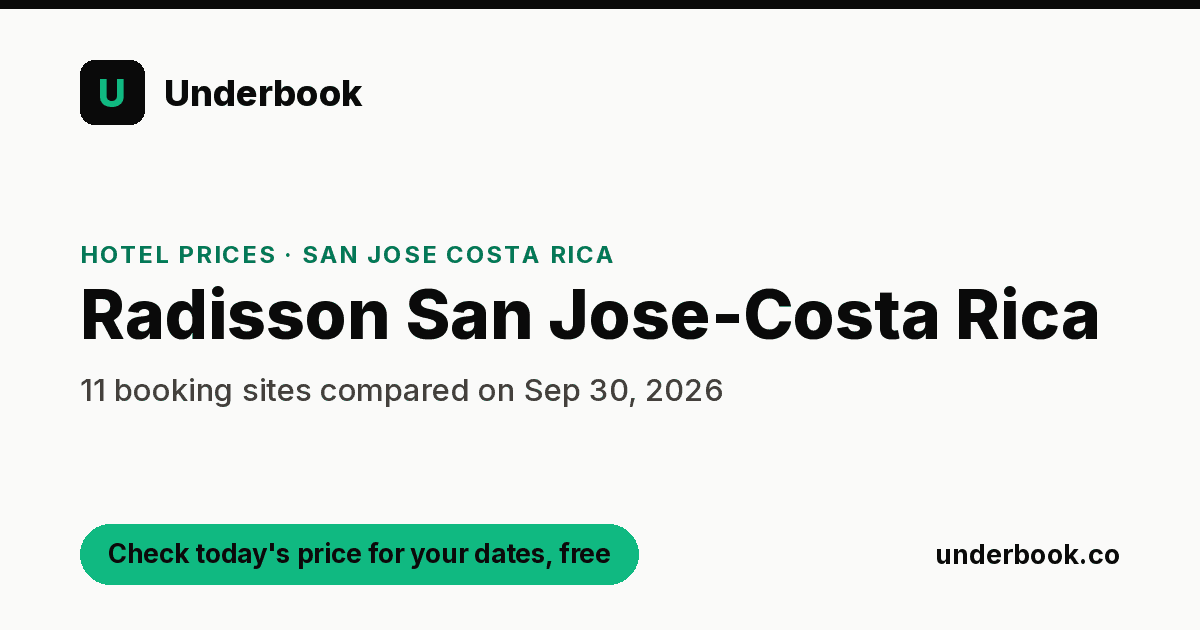 U Underbook
HOTEL PRICES · SAN JOSE COSTA RICA
Radisson San Jose-Costa Rica
11 booking sites compared on Sep 30, 2026
Check today's price for your dates, free
underbook.co